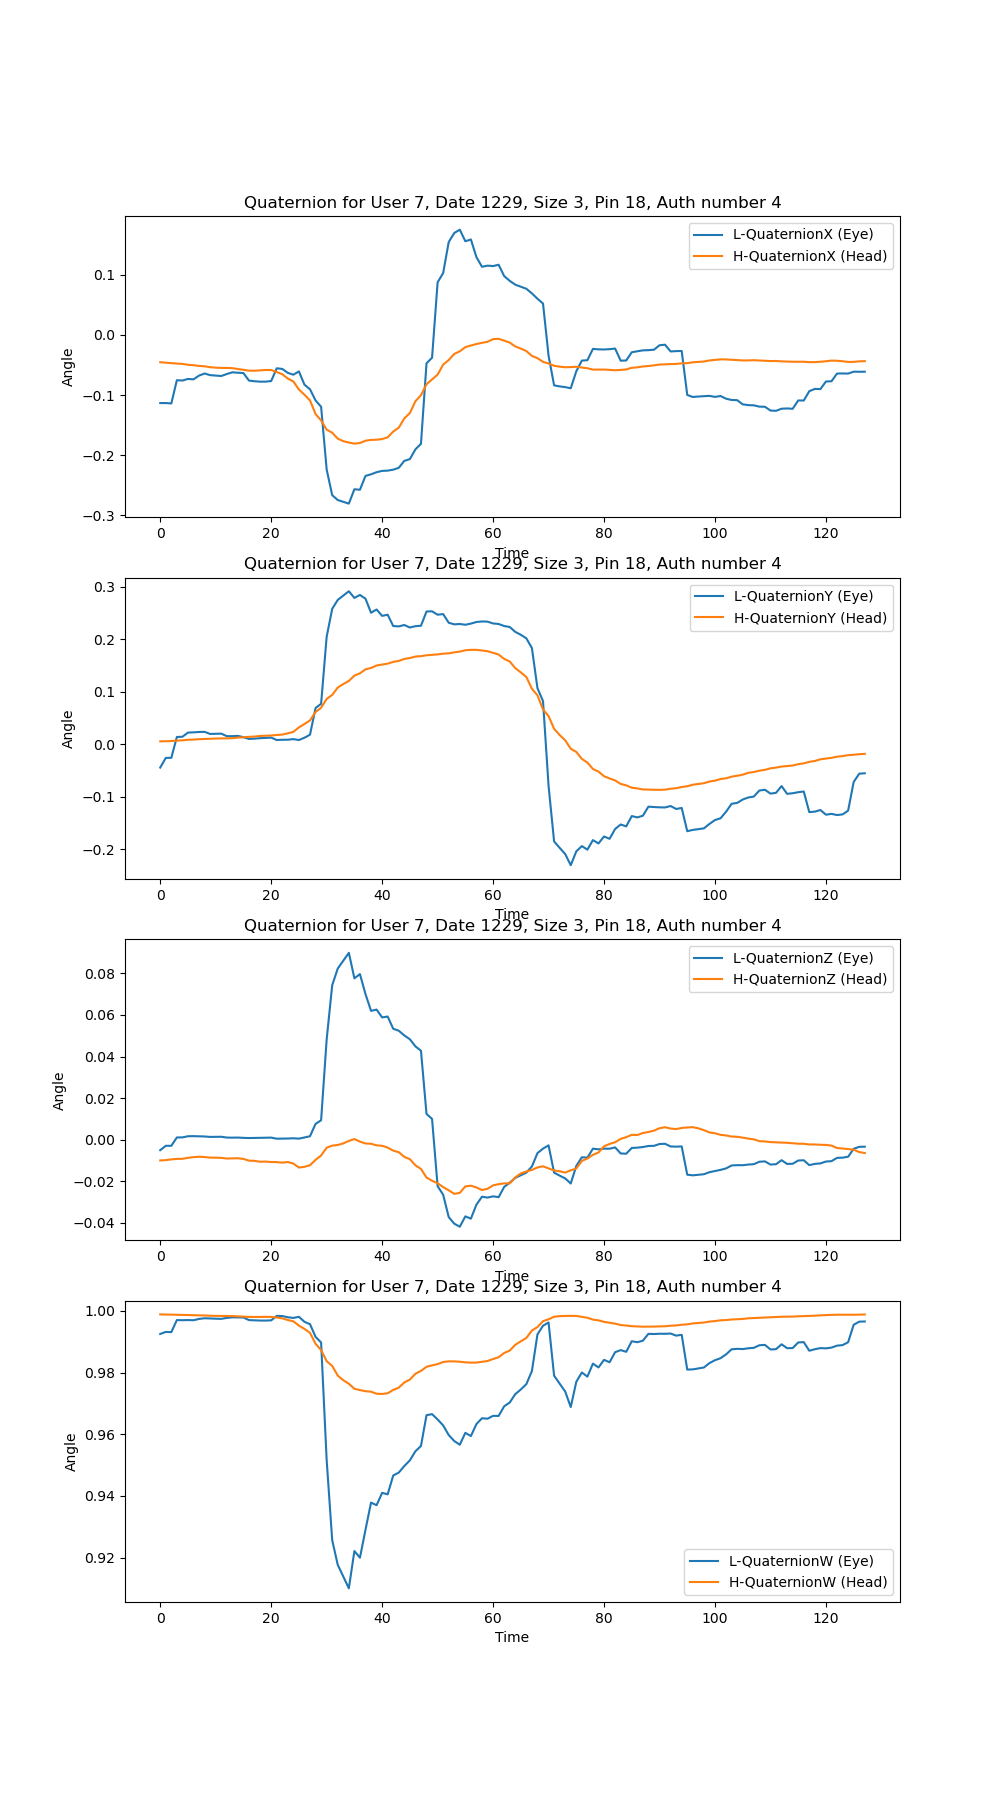 Quaternion for User 7, Date 1229, Size 3, Pin 18, Auth number 4
L-QuaternionX (Eye)
H-QuaternionX (Head)
0.1
0.0
−0.1
−0.2
−0.3
Angle
0 20 40 60 80 100 120
Time
Quaternion for User 7, Date 1229, Size 3, Pin 18, Auth number 4
L-QuaternionY (Eye)
H-QuaternionY (Head)
0.3
0.2
0.1
0.0
−0.1
−0.2
Angle
0 20 40 60 80 100 120
Time
Quaternion for User 7, Date 1229, Size 3, Pin 18, Auth number 4
L-QuaternionZ (Eye)
H-QuaternionZ (Head)
0.08
0.06
0.04
0.02
0.00
−0.02
−0.04
Angle
0 20 40 60 80 100 120
Time
Quaternion for User 7, Date 1229, Size 3, Pin 18, Auth number 4
1.00
0.98
0.96
0.94
0.92
Angle
L-QuaternionW (Eye)
H-QuaternionW (Head)
0 20 40 60 80 100 120
Time